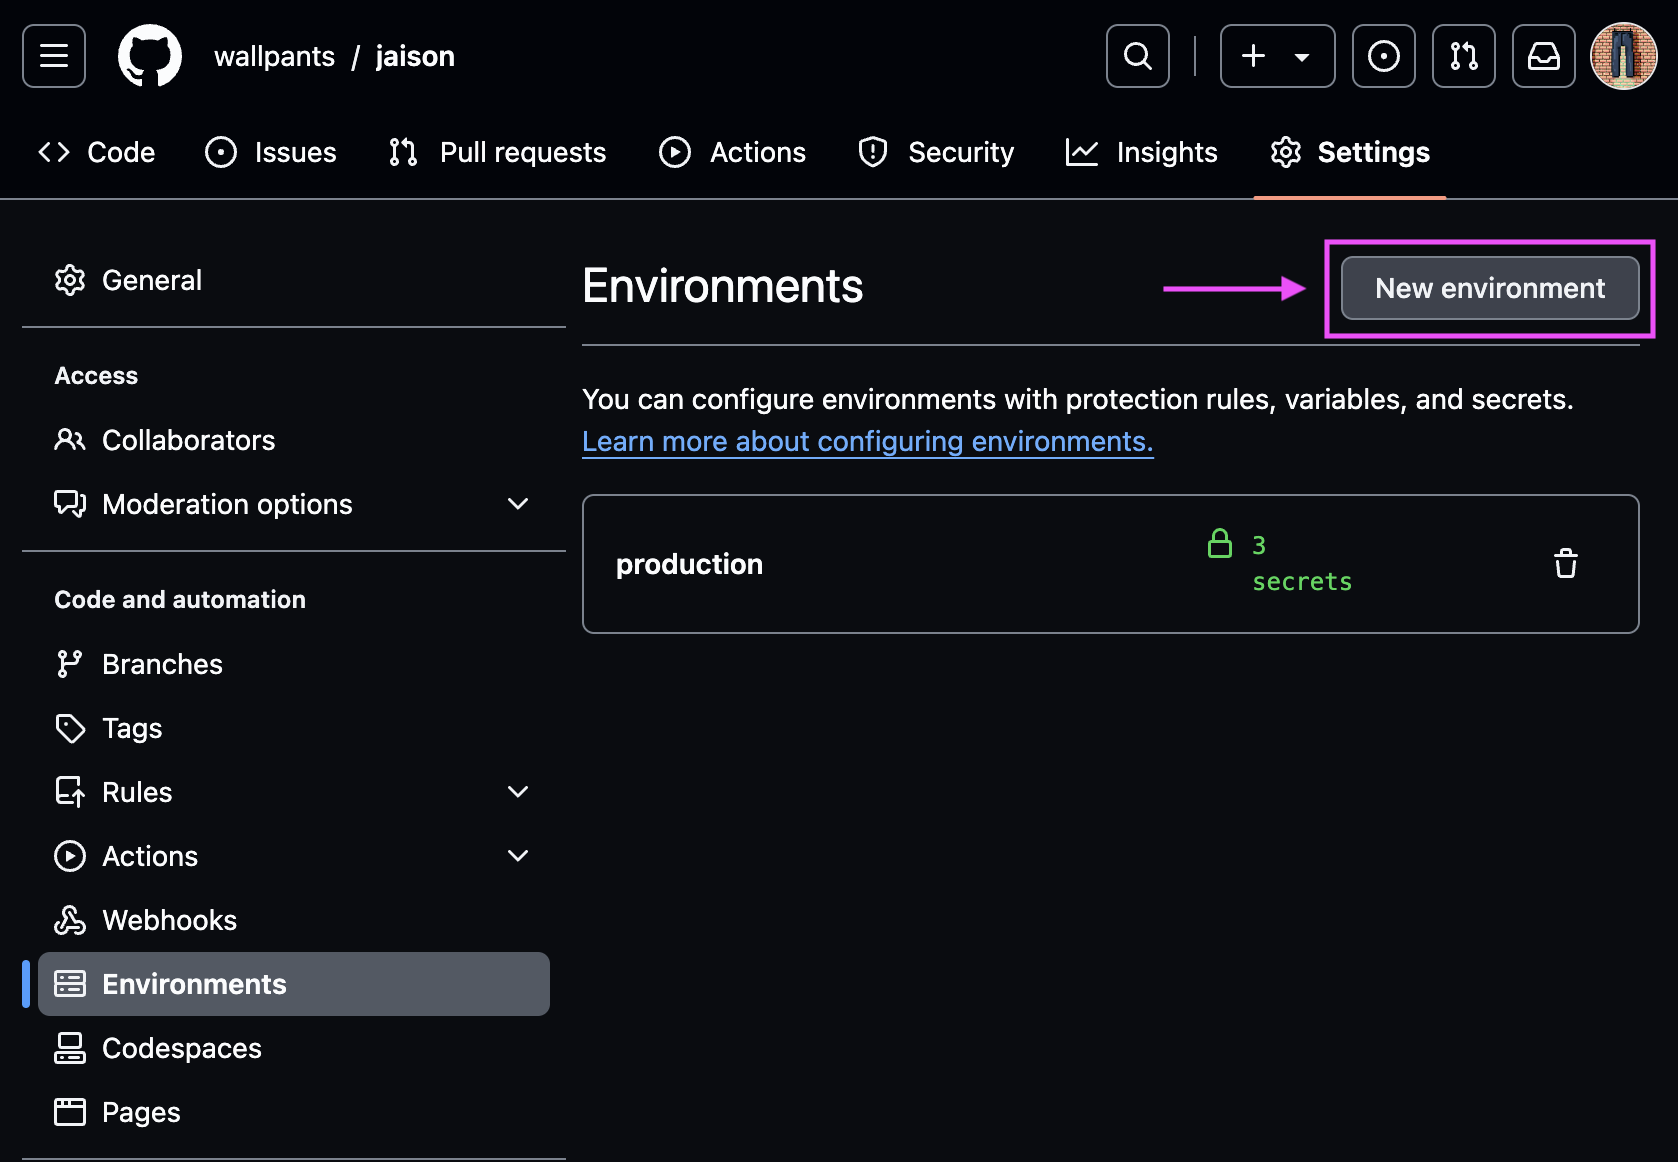 wallpants / jaison
Code
Issues
Pull requests
Actions
Security
Insights
Settings
General
Access
Collaborators
Moderation options
Code and automation
Branches
Tags
Rules
Actions
Webhooks
Environments
Codespaces
Pages
Environments
New environment
You can configure environments with protection rules, variables, and secrets.
Learn more about configuring environments.
production
3
secrets